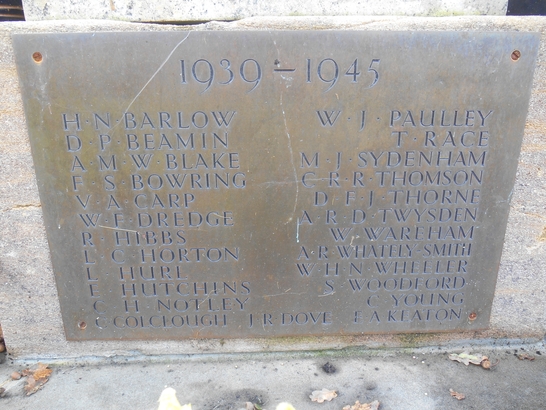 1939 – 1945
H·N·BARLOW W·J·PAULLEY
D·P·BEAMIN T·RACE
A·M·W·BLAKE M·J·SYDENHAM
F·S·BOWRING C·R·R·THOMSON
V·A·CARP D·F·J·THORNE
W·F·DREDGE A·R·D·TWYSDEN
R·HIBBS W·WAREHAM
L·C·HORTON A·R·WHATLEY-SMITH
L·HURL W·H·N·WHEELER
E·HUTCHINS S·WOODFORD
C·H·NOTLEY C·YOUNG
C·COLCLOUGH J·R·DOVE E·A·KEATON